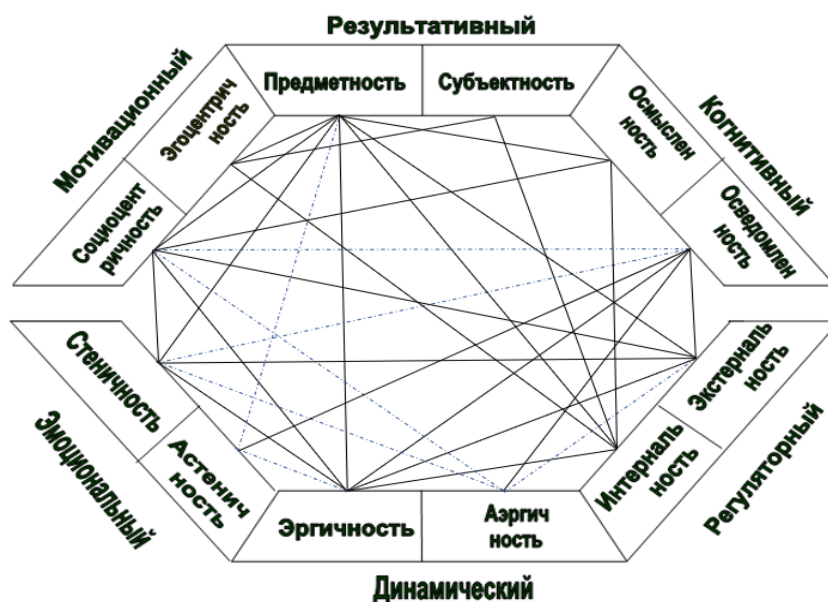 Результативный
Мотивационный
Когнитивный
Предметность
Субъектность
Эгоцентрич
ность
Социоцент
ричность
Осмыслен
ность
Осведомлен
ность
Стеничность
Астенич
ность
Эмоциональный
Экстерналь
ность
Интерналь
ность
Регуляторный
Эргичность
Аэргич
ность
Динамический